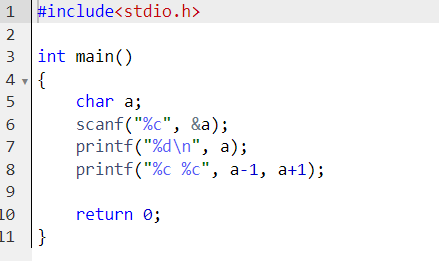 1 #include<stdio.h>
2
3 int main()
4 {
5     char a;
6     scanf("%c", &a);
7     printf("%d\n", a);
8     printf("%c %c", a-1, a+1);
9
10     return 0;
11 }